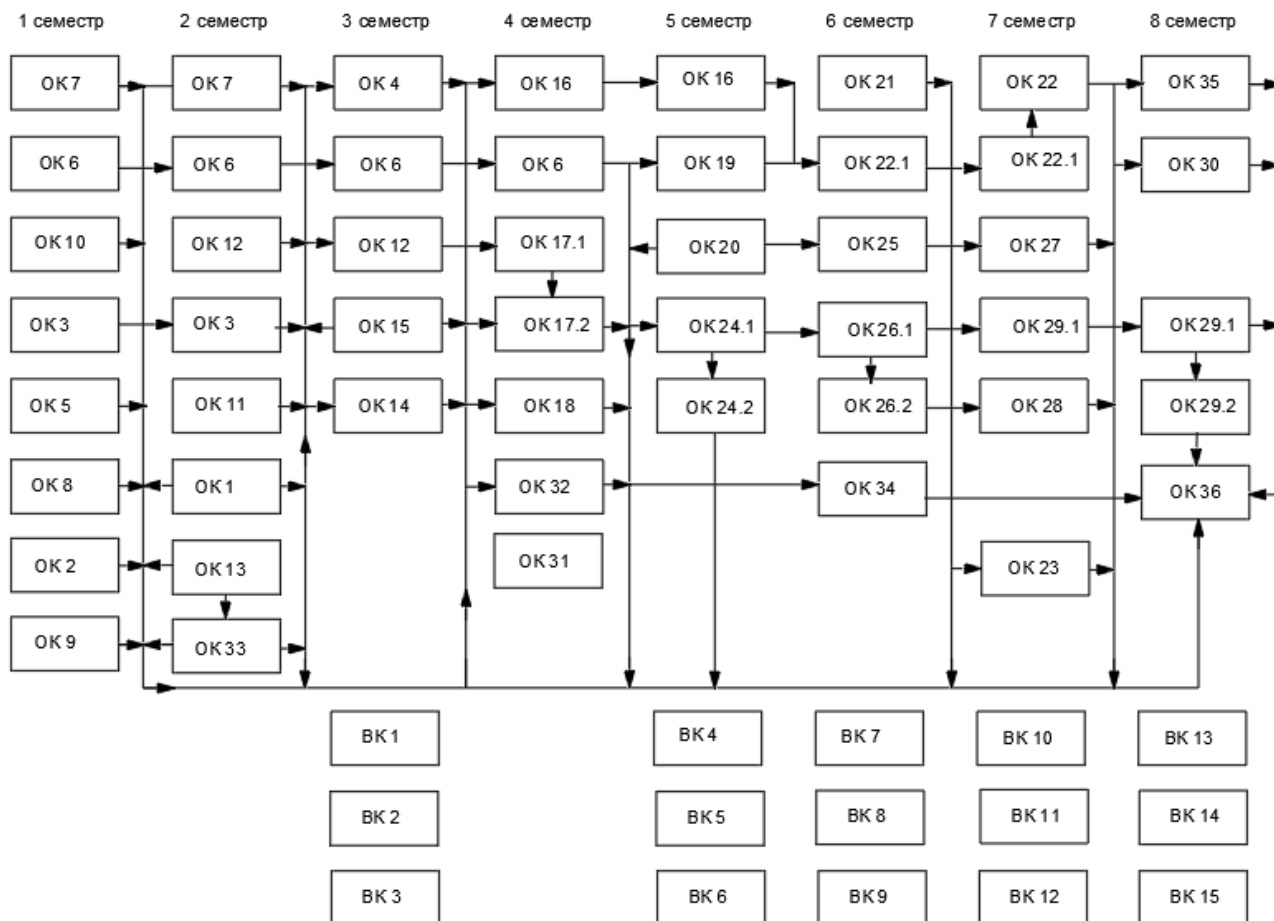 1 семестр 2 семестр 3 семестр 4 семестр 5 семестр 6 семестр 7 семестр 8 семестр
ОК 7 ОК 7 ОК 4 ОК 16 ОК 16 ОК 21 ОК 22 ОК 35
ОК 6 ОК 6 ОК 6 ОК 6 ОК 19 ОК 22.1 ОК 22.1 ОК 30
ОК 10 ОК 12 ОК 12 ОК 17.1 ОК 20 ОК 25 ОК 27
ОК 3 ОК 3 ОК 15 ОК 17.2 ОК 24.1 ОК 26.1 ОК 29.1 ОК 29.1
ОК 5 ОК 11 ОК 14 ОК 18 ОК 24.2 ОК 26.2 ОК 28 ОК 29.2
ОК 8 ОК 1 ОК 32 ОК 34 ОК 36
ОК 2 ОК 13 ОК 31 ОК 23
ОК 9 ОК 33
ВК 1 ВК 4 ВК 7 ВК 10 ВК 13
ВК 2 ВК 5 ВК 8 ВК 11 ВК 14
ВК 3 ВК 6 ВК 9 ВК 12 ВК 15